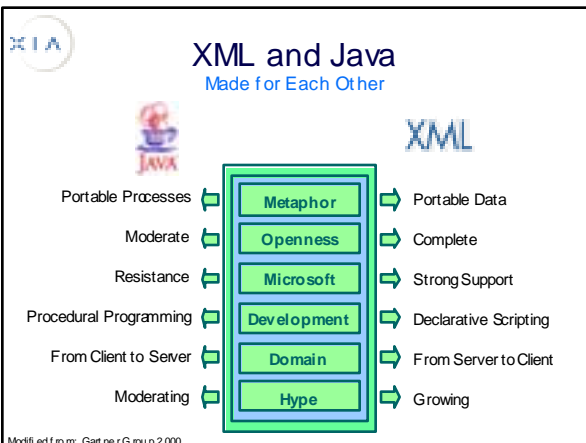 XIA
XML and Java
Made for Each Other
JAVA
XML
Portable Processes Metaphor Portable Data
Moderate Openness Complete
Resistance Microsoft Strong Support
Procedural Programming Development Declarative Scripting
From Client to Server Domain From Server to Client
Moderating Hype Growing
Modified from: Gartner Group 2000